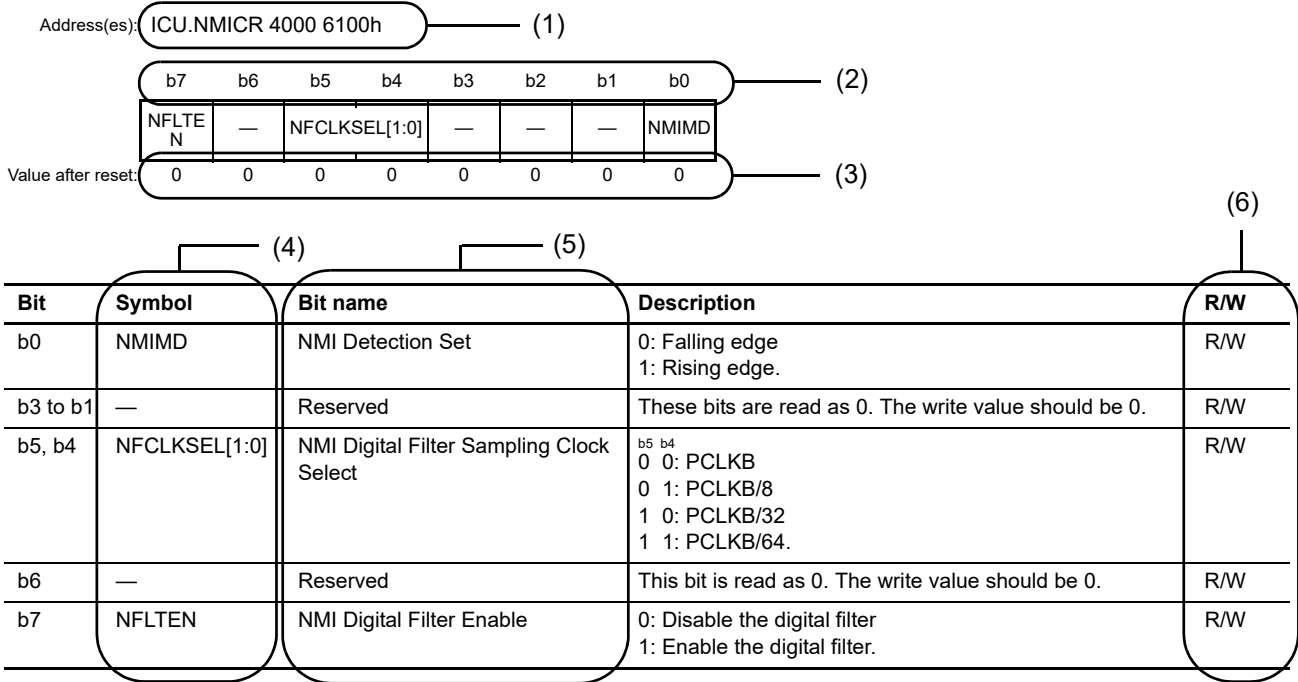 Address(es): ICU.NMICR 4000 6100h (1)
b7 b6 b5 b4 b3 b2 b1 b0 (2)
NFLTE
N — NFCLKSEL[1:0] — — — NMIMD
Value after reset: 0 0 0 0 0 0 0 0 (3)
(6)
(4) (5)
Bit Symbol Bit name Description R/W
b0 NMIMD NMI Detection Set 0: Falling edge R/W
1: Rising edge.
b3 to b1 — Reserved These bits are read as 0. The write value should be 0. R/W
b5, b4 NFCLKSEL[1:0] NMI Digital Filter Sampling Clock b5 b4 R/W
Select 0 0: PCLKB
0 1: PCLKB/8
1 0: PCLKB/32
1 1: PCLKB/64.
b6 — Reserved This bit is read as 0. The write value should be 0. R/W
b7 NFLTEN NMI Digital Filter Enable 0: Disable the digital filter R/W
1: Enable the digital filter.